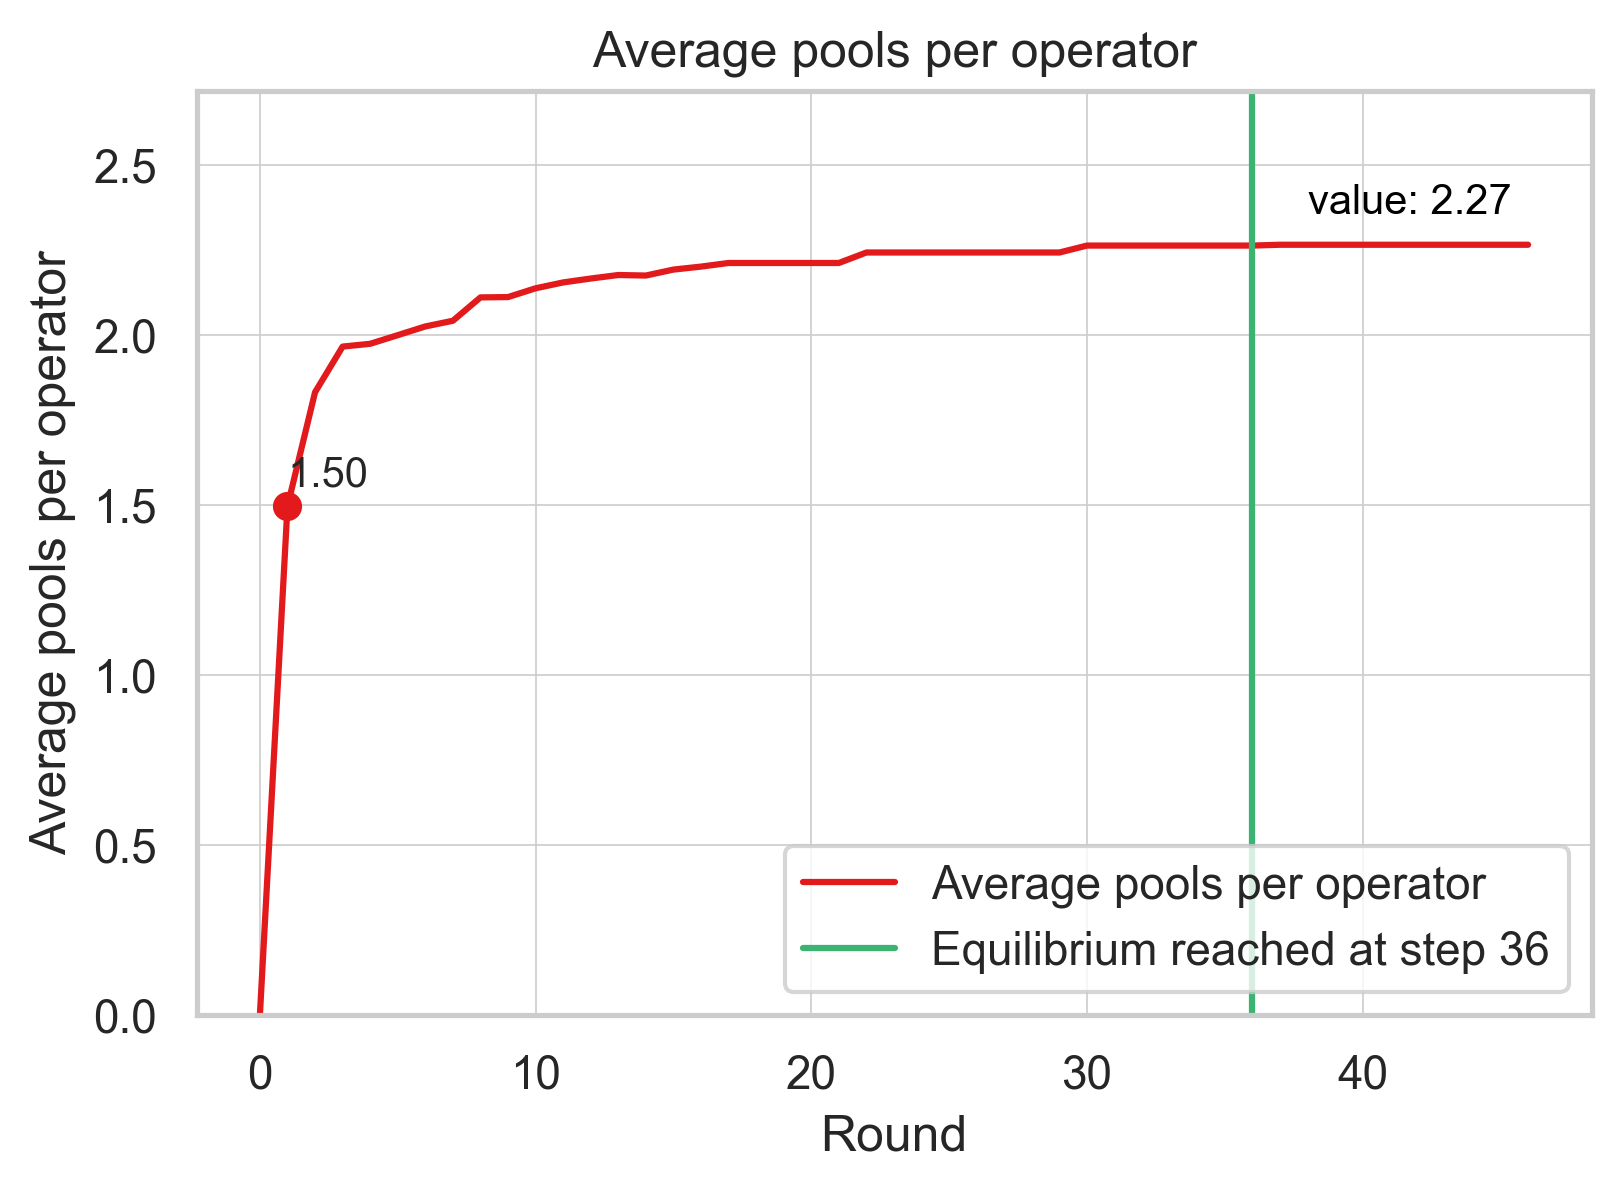 Average pools per operator
Average pools per operator
2.5
2.0
1.5
1.0
0.5
0.0
value: 2.27
1.50
Average pools per operator
Equilibrium reached at step 36
0 10 20 30 40
Round